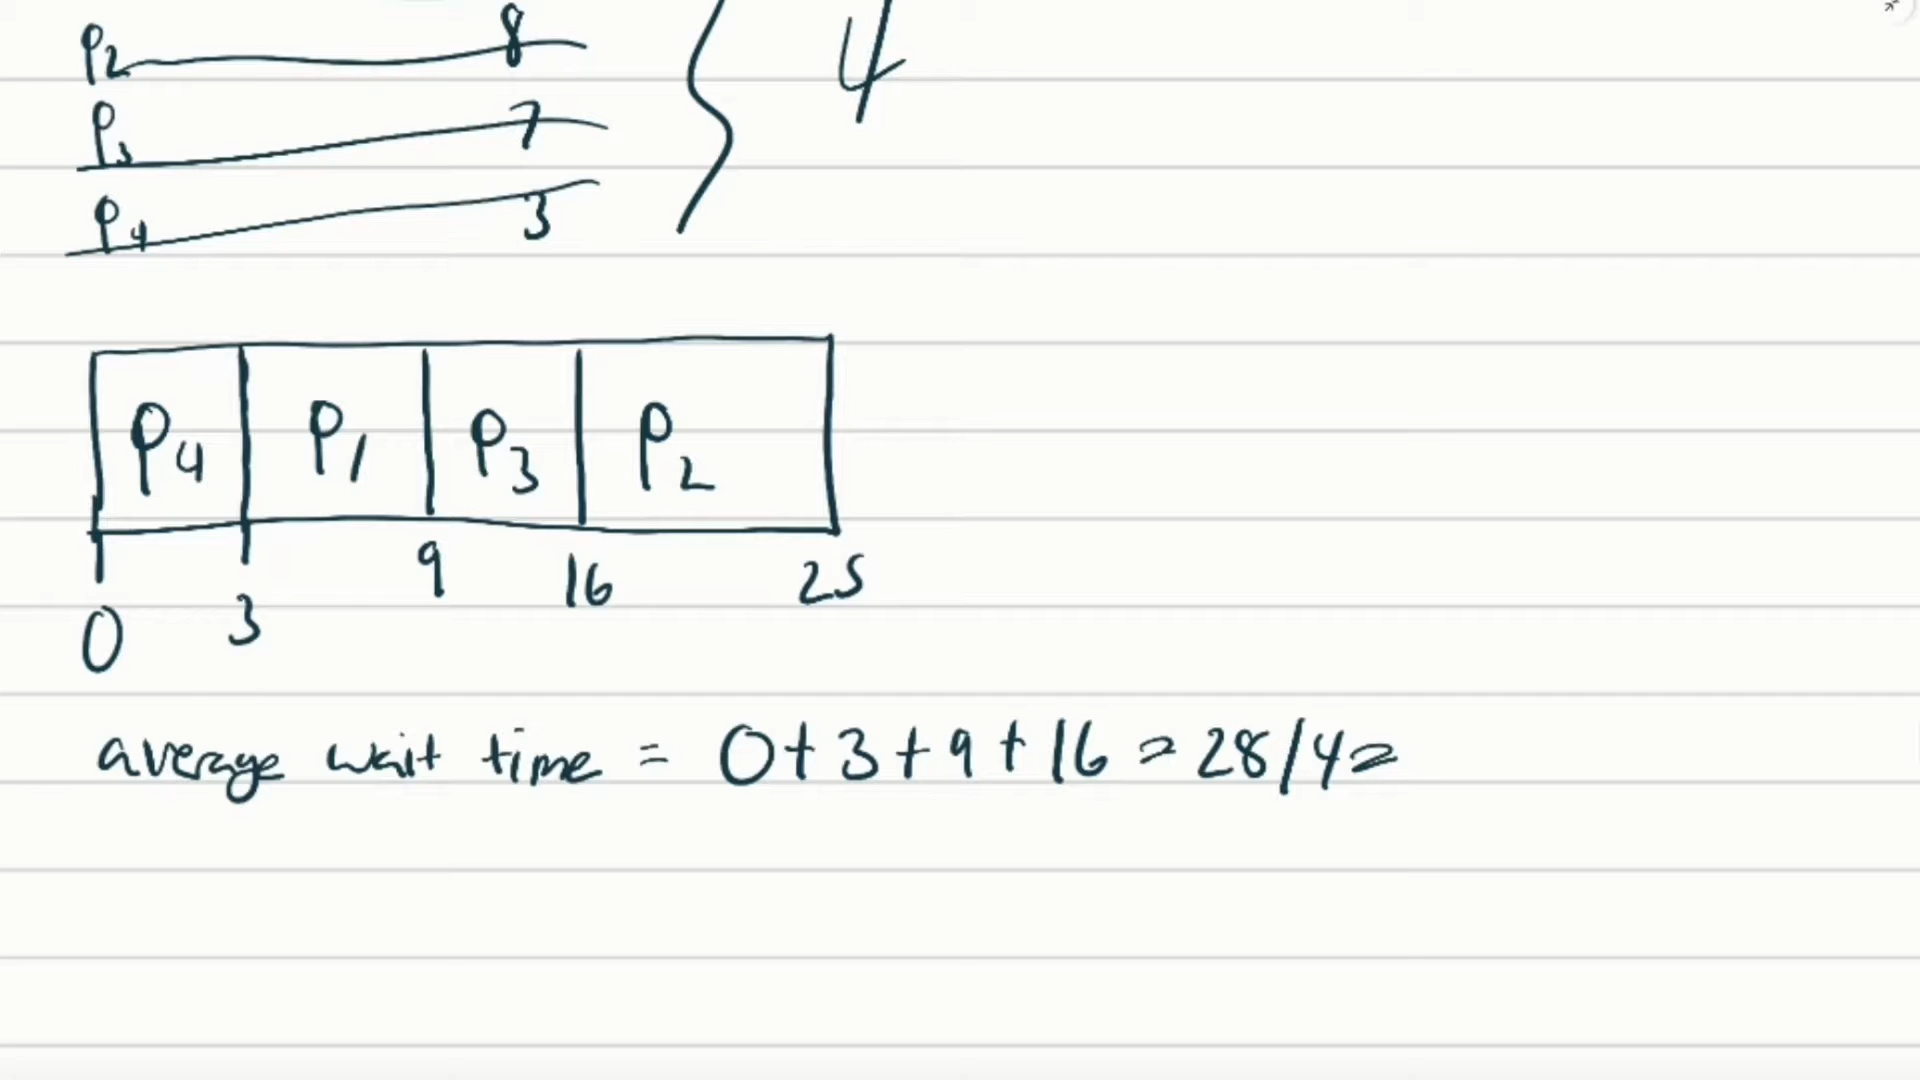 P2 8
P3 7
4
P4 3
P4 P1 P3 P2
0 3 9 16 25
average wait time = 0+3+9+16=28/4=